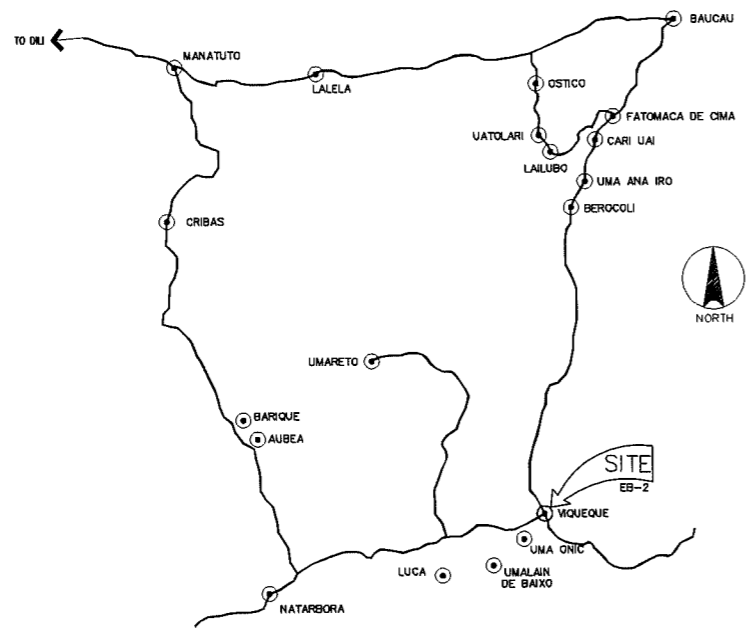 BAUCAU
TO DILI
MANATUTO
LALELA
OSTICO
FATOMACA DE CIMA
UATOLARI
CARI UAI
LAILUBO
UMA ANA IRO
BEROCOLI
CRIBAS
NORTH
UMARETO
BARIQUE
AUBEA
SITE
EB-2
VIQUEQUE
UMA ONIC
LUCA
UMALAIN
DE BAIXO
NATARBORA